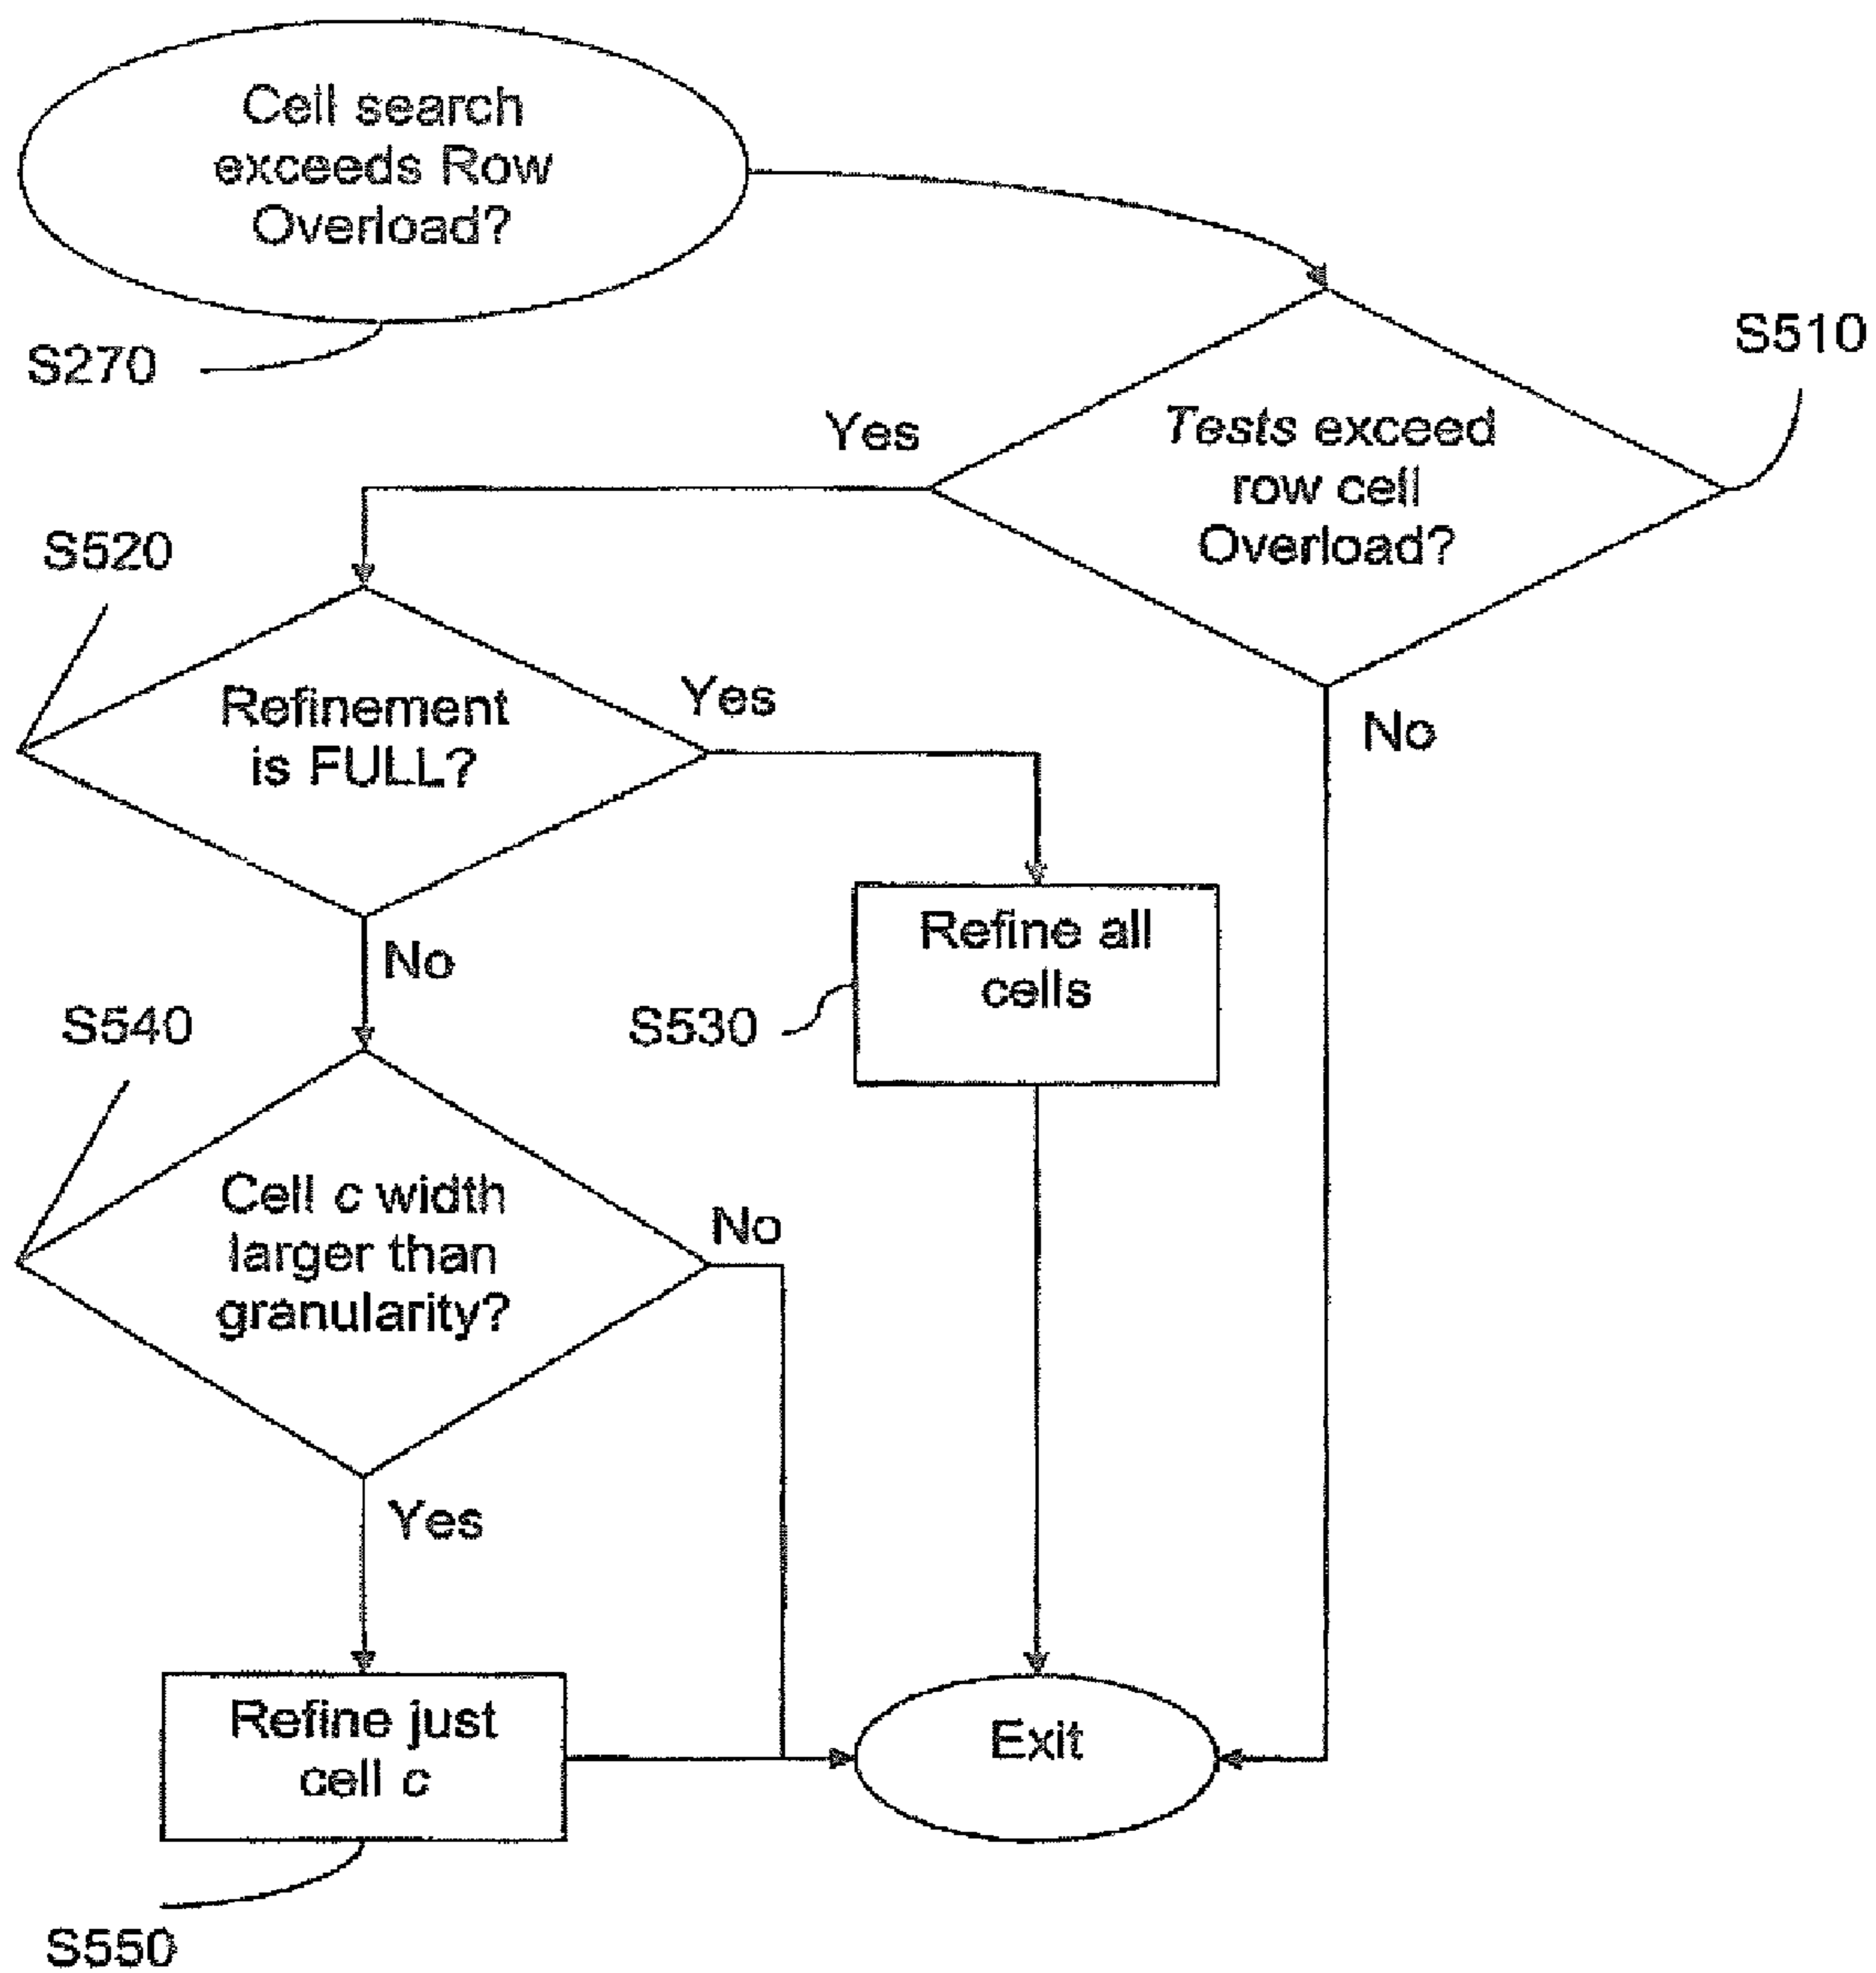 Cell search
exceeds Row
Overload?
S270
S510
Tests exceed
row cell
Overload?
Yes
No
S520
Refinement
is FULL?
Yes
No
Refine all
cells
S530
S540
Cell c width
larger than
granularity?
No
Yes
Refine just
cell c
Exit
S550